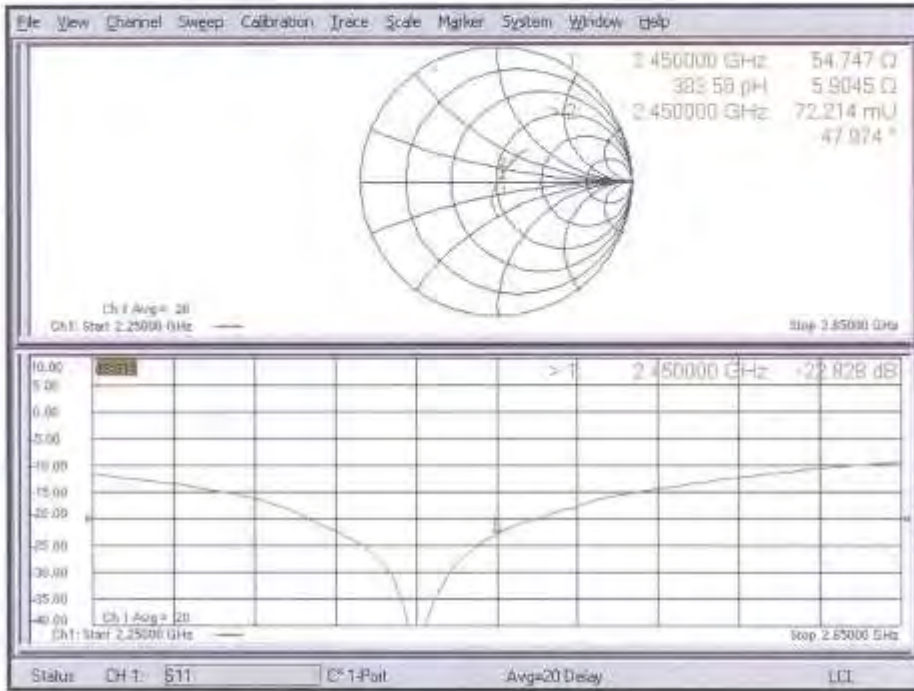 File View Channel Sweep Calibration Trace Scale Marker System Window Help
1: 2.450000 GHz 54.747 Ω
383.58 pH 5.9045 Ω
> 2: 2.450000 GHz 72.214 mU
47.974 °
Ch 1 Avg = 20
Ch1: Start 2.25000 GHz
Stop 2.65000 GHz
10.00
5.00
0.00
-5.00
-10.00
-15.00
-20.00
-25.00
-30.00
-35.00
-40.00
> 1: 2.450000 GHz -22.828 dB
Ch 1 Avg = 20
Ch1: Start 2.25000 GHz
Stop 2.65000 GHz
Status CH 1: S11 C* 1-Port Avg=20 Delay LCL